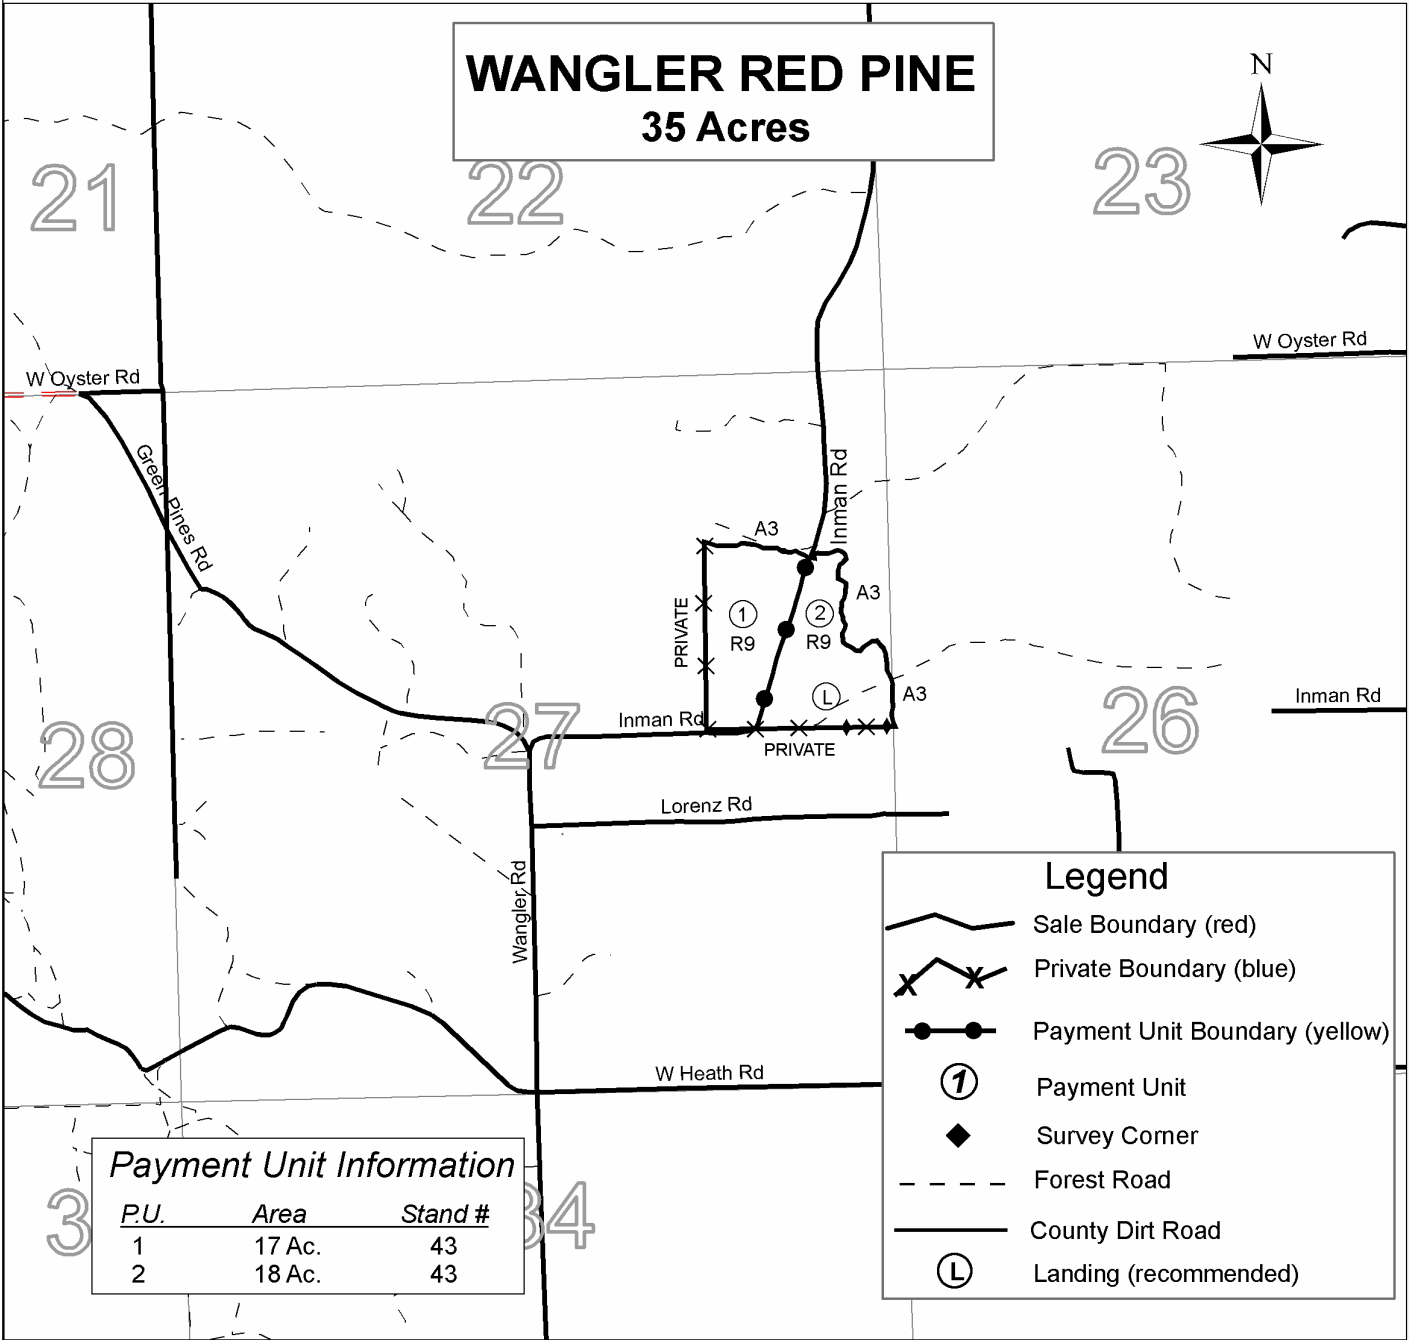 WANGLER RED PINE
35 Acres
N
21
22
23
W Oyster Rd
W Oyster Rd
Green Pines Rd
Inman Rd
A3
A3
A3
PRIVATE
1
R9
2
R9
L
PRIVATE
Inman Rd
Inman Rd
28
27
26
Lorenz Rd
Wangler Rd
W Heath Rd
34
Legend
Sale Boundary (red)
Private Boundary (blue)
Payment Unit Boundary (yellow)
1 Payment Unit
Survey Corner
Forest Road
County Dirt Road
L Landing (recommended)
Payment Unit Information
P.U. Area Stand #
1 17 Ac. 43
2 18 Ac. 43